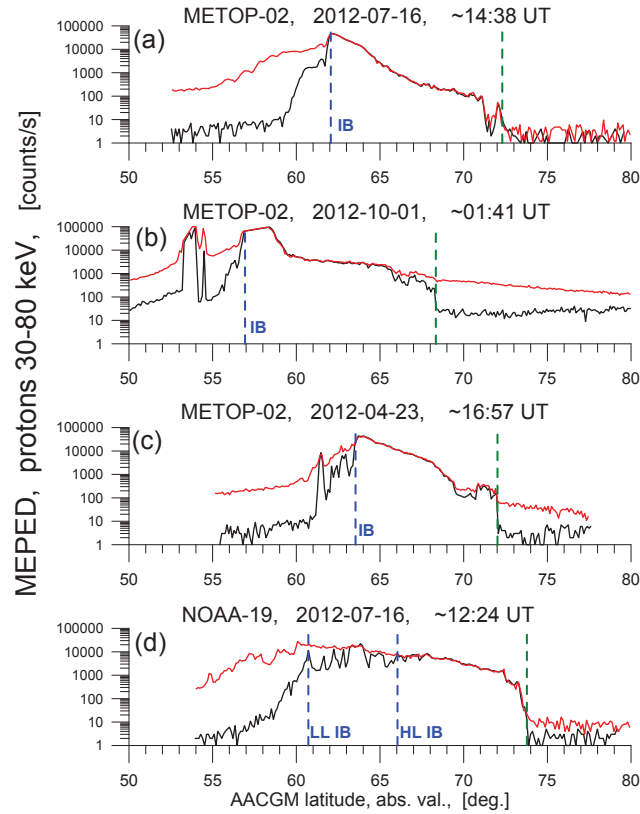 MEPED, protons 30-80 keV, [counts/s]
METOP-02, 2012-07-16, ~14:38 UT
(a)
100000
10000
1000
100
10
1
IB
50 55 60 65 70 75 80
METOP-02, 2012-10-01, ~01:41 UT
(b)
100000
10000
1000
100
10
1
IB
50 55 60 65 70 75 80
METOP-02, 2012-04-23, ~16:57 UT
(c)
100000
10000
1000
100
10
1
IB
50 55 60 65 70 75 80
NOAA-19, 2012-07-16, ~12:24 UT
(d)
100000
10000
1000
100
10
1
LL IB HL IB
50 55 60 65 70 75 80
AACGM latitude, abs. val., [deg.]